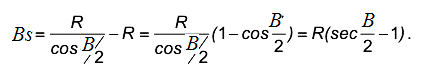 Bs = R / cos B/2 − R = R / cos B/2 (1 − cos B/2) = R(sec B/2 − 1).